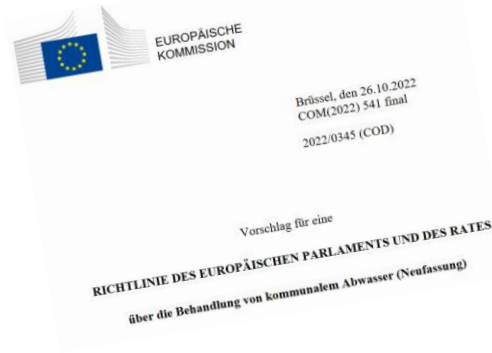 EUROPÄISCHE
KOMMISSION
Brüssel, den 26.10.2022
COM(2022) 541 final
2022/0345 (COD)
Vorschlag für eine
RICHTLINIE DES EUROPÄISCHEN PARLAMENTS UND DES RATES
über die Behandlung von kommunalem Abwasser (Neufassung)